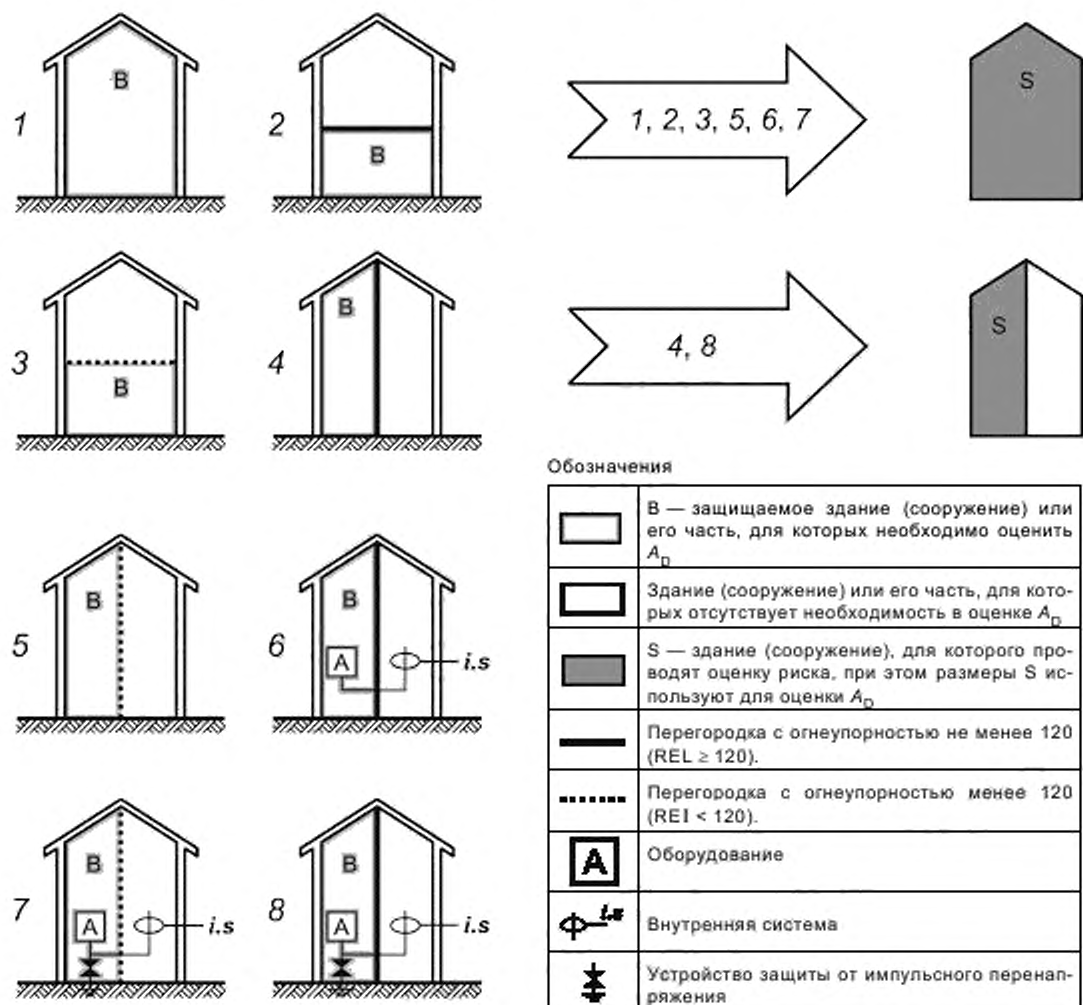 B
1
2
B
1, 2, 3, 5, 6, 7
S
3
B
4
B
4, 8
S
Обозначения
B — защищаемое здание (сооружение) или
его часть, для которых необходимо оценить
A_D
Здание (сооружение) или его часть, для кото-
рых отсутствует необходимость в оценке A_D
S — здание (сооружение), для которого про-
водят оценку риска, при этом размеры S ис-
пользуют для оценки A_D
Перегородка с огнеупорностью не менее 120
(REL ≥ 120).
Перегородка с огнеупорностью менее 120
(REI < 120).
A
Оборудование
i.s
Внутренняя система
Устройство защиты от импульсного перенап-
ряжения
5
B
6
B
A
i.s
7
B
A
i.s
8
B
A
i.s